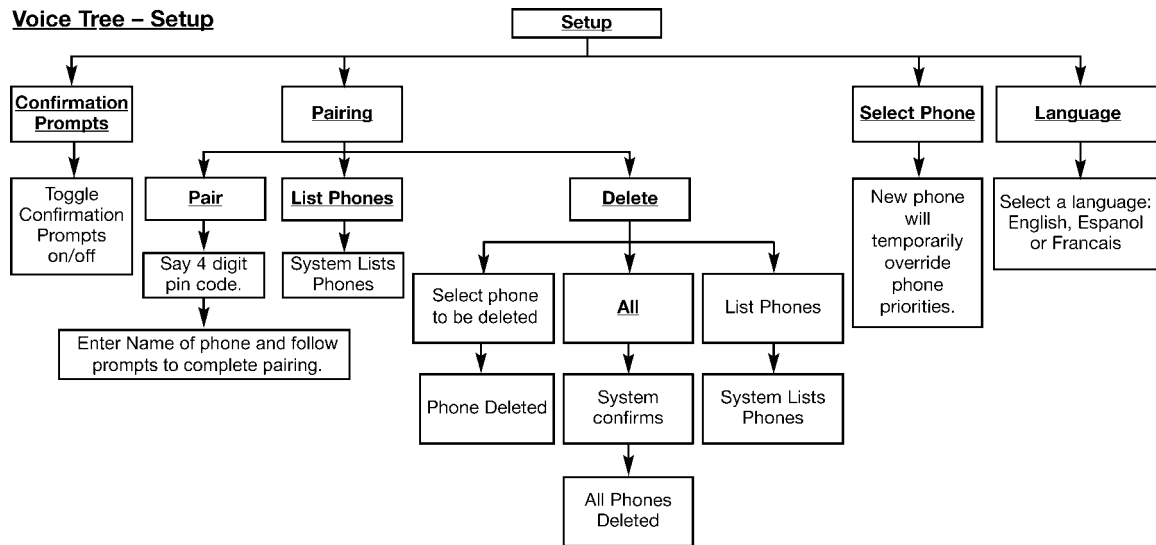 Voice Tree – Setup
Setup
Confirmation
Prompts
Pairing
Select Phone
Language
Toggle
Confirmation
Prompts
on/off
Pair
List Phones
Delete
New phone
will
temporarily
override
phone
priorities.
Select a language:
English, Espanol
or Francais
Say 4 digit
pin code.
System Lists
Phones
Select phone
to be deleted
All
List Phones
Enter Name of phone and follow
prompts to complete pairing.
Phone Deleted
System
confirms
System Lists
Phones
All Phones
Deleted